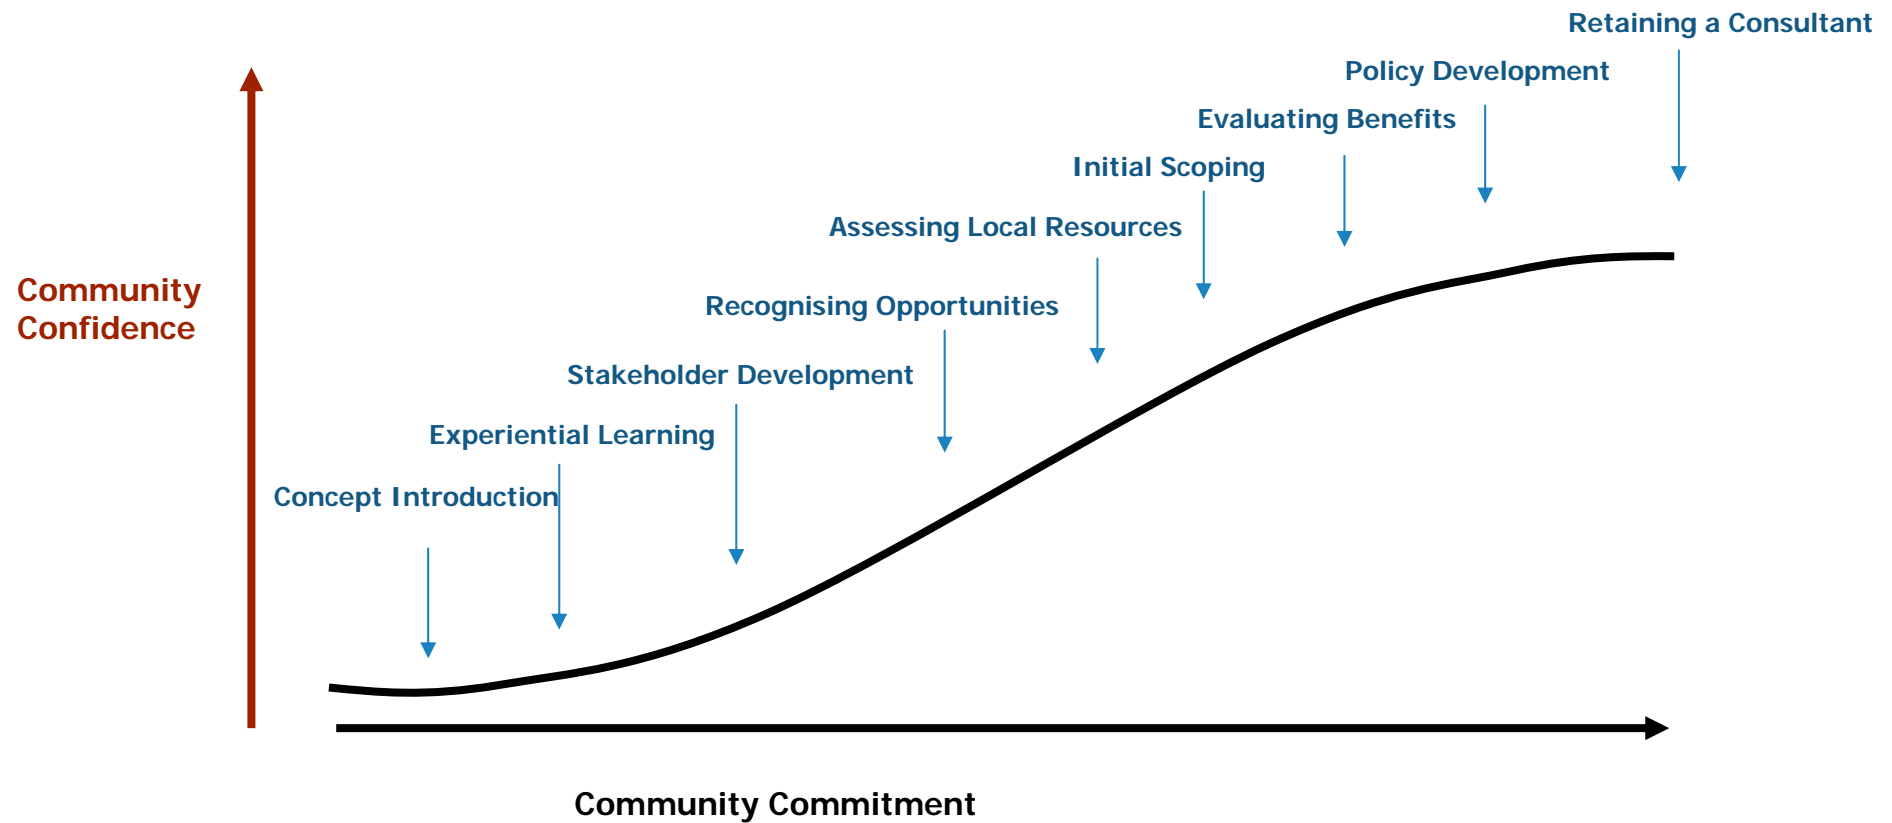 Retaining a Consultant
Policy Development
Evaluating Benefits
Initial Scoping
Assessing Local Resources
Community
Confidence
Recognising Opportunities
Stakeholder Development
Experiential Learning
Concept Introduction
Community Commitment